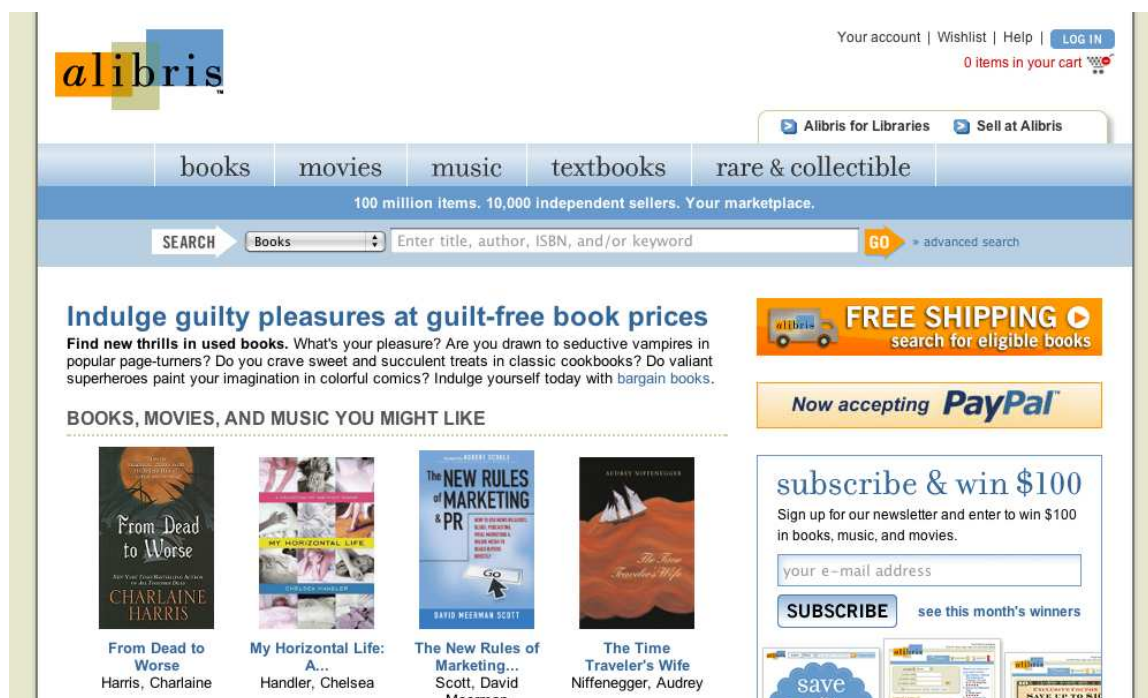 alibris
Your account | Wishlist | Help | LOG IN
0 items in your cart
Alibris for Libraries Sell at Alibris
books movies music textbooks rare & collectible
100 million items. 10,000 independent sellers. Your marketplace.
SEARCH Books Enter title, author, ISBN, and/or keyword GO » advanced search
Indulge guilty pleasures at guilt-free book prices
Find new thrills in used books. What's your pleasure? Are you drawn to seductive vampires in
popular page-turners? Do you crave sweet and succulent treats in classic cookbooks? Do valiant
superheroes paint your imagination in colorful comics? Indulge yourself today with bargain books.
BOOKS, MOVIES, AND MUSIC YOU MIGHT LIKE
From Dead
to Worse
CHARLAINE
HARRIS
MY HORIZONTAL LIFE
CHELSEA HANDLER
The NEW RULES
of MARKETING
& PR
Go
DAVID MEERMAN SCOTT
AUDREY NIFFENEGGER
The Time
Traveler's Wife
From Dead to
Worse
Harris, Charlaine
My Horizontal Life:
A...
Handler, Chelsea
The New Rules of
Marketing...
Scott, David
Meerman
The Time
Traveler's Wife
Niffenegger, Audrey
alibris
FREE SHIPPING
search for eligible books
Now accepting PayPal
subscribe & win $100
Sign up for our newsletter and enter to win $100
in books, music, and movies.
your e-mail address
SUBSCRIBE see this month's winners
save
alibris